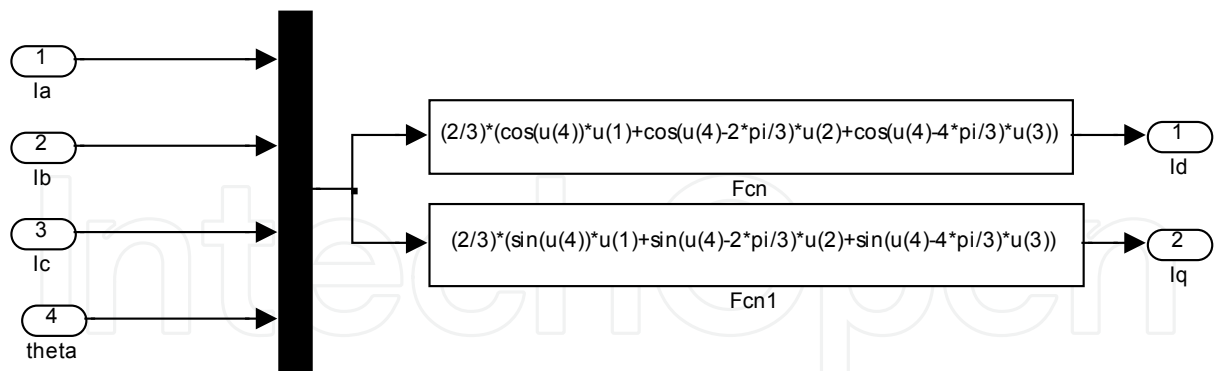 1
Ia
2
Ib
3
Ic
4
theta
(2/3)*(cos(u(4))*u(1)+cos(u(4)-2*pi/3)*u(2)+cos(u(4)-4*pi/3)*u(3))
Fcn
(2/3)*(sin(u(4))*u(1)+sin(u(4)-2*pi/3)*u(2)+sin(u(4)-4*pi/3)*u(3))
Fcn1
1
Id
2
Iq
IntechOpen